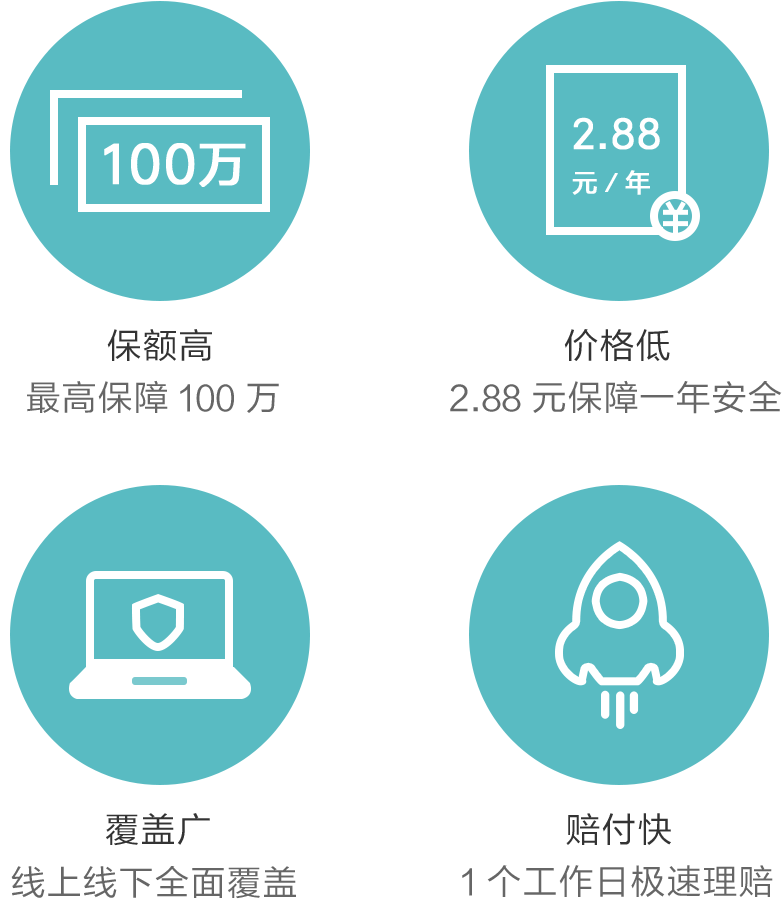 100万
保额高
最高保障 100 万
2.88
元 / 年
¥
价格低
2.88 元保障一年安全
覆盖广
线上线下全面覆盖
赔付快
1 个工作日极速理赔